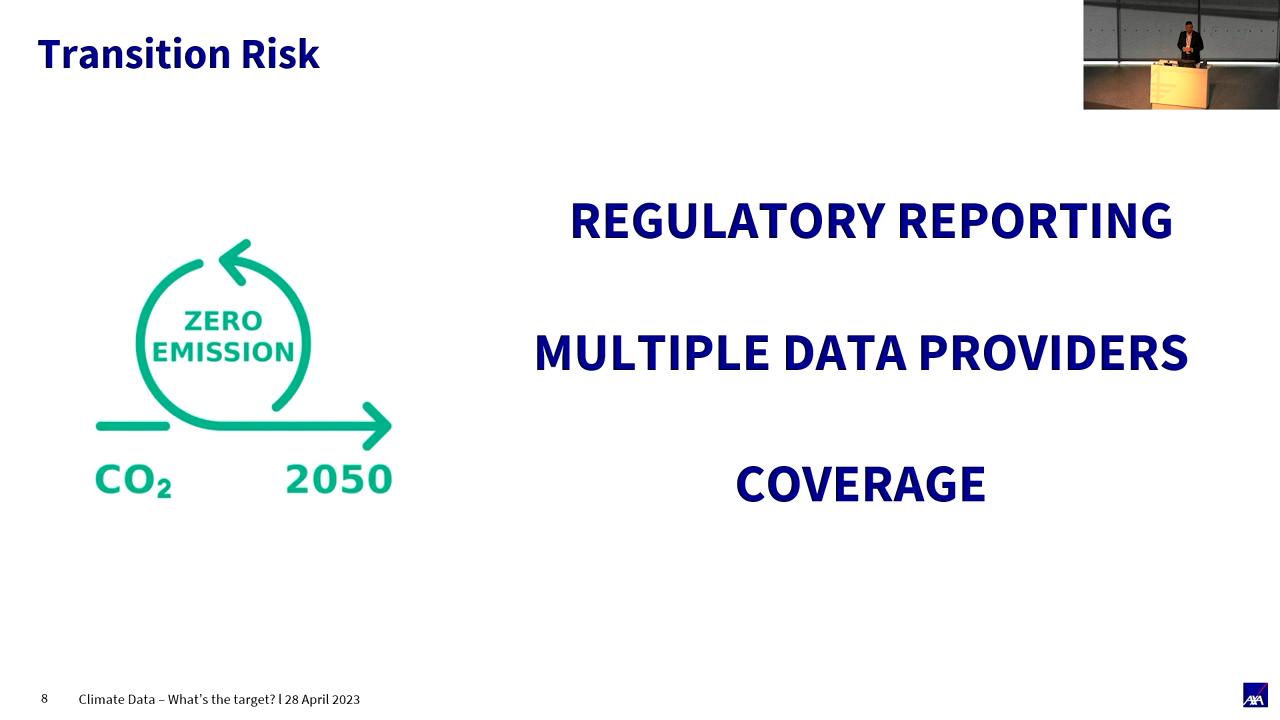 Transition Risk
REGULATORY REPORTING
MULTIPLE DATA PROVIDERS
COVERAGE
ZERO
EMISSION
CO₂
2050
8
Climate Data – What's the target? l 28 April 2023
AXA